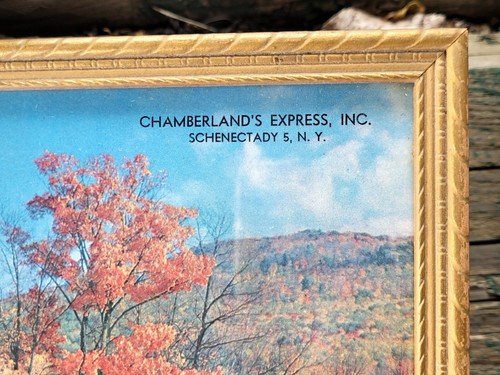 CHAMBERLAND'S EXPRESS, INC.
SCHENECTADY 5, N. Y.